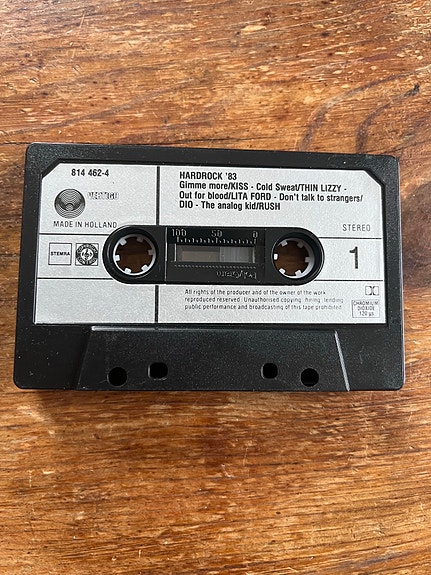 814 462-4
VERTIGO
MADE IN HOLLAND
STEMRA
HARDROCK '83
Gimme more/KISS - Cold Sweat/THIN LIZZY -
Out for blood/LITA FORD - Don't talk to strangers/
DIO - The analog kid/RUSH
STEREO
1
100 50 0
All rights of the producer and of the owner of the work
reproduced reserved. Unauthorised copying, hiring, lending,
public performance and broadcasting of this tape prohibited.
CHROMIUM
DIOXIDE
120 µs